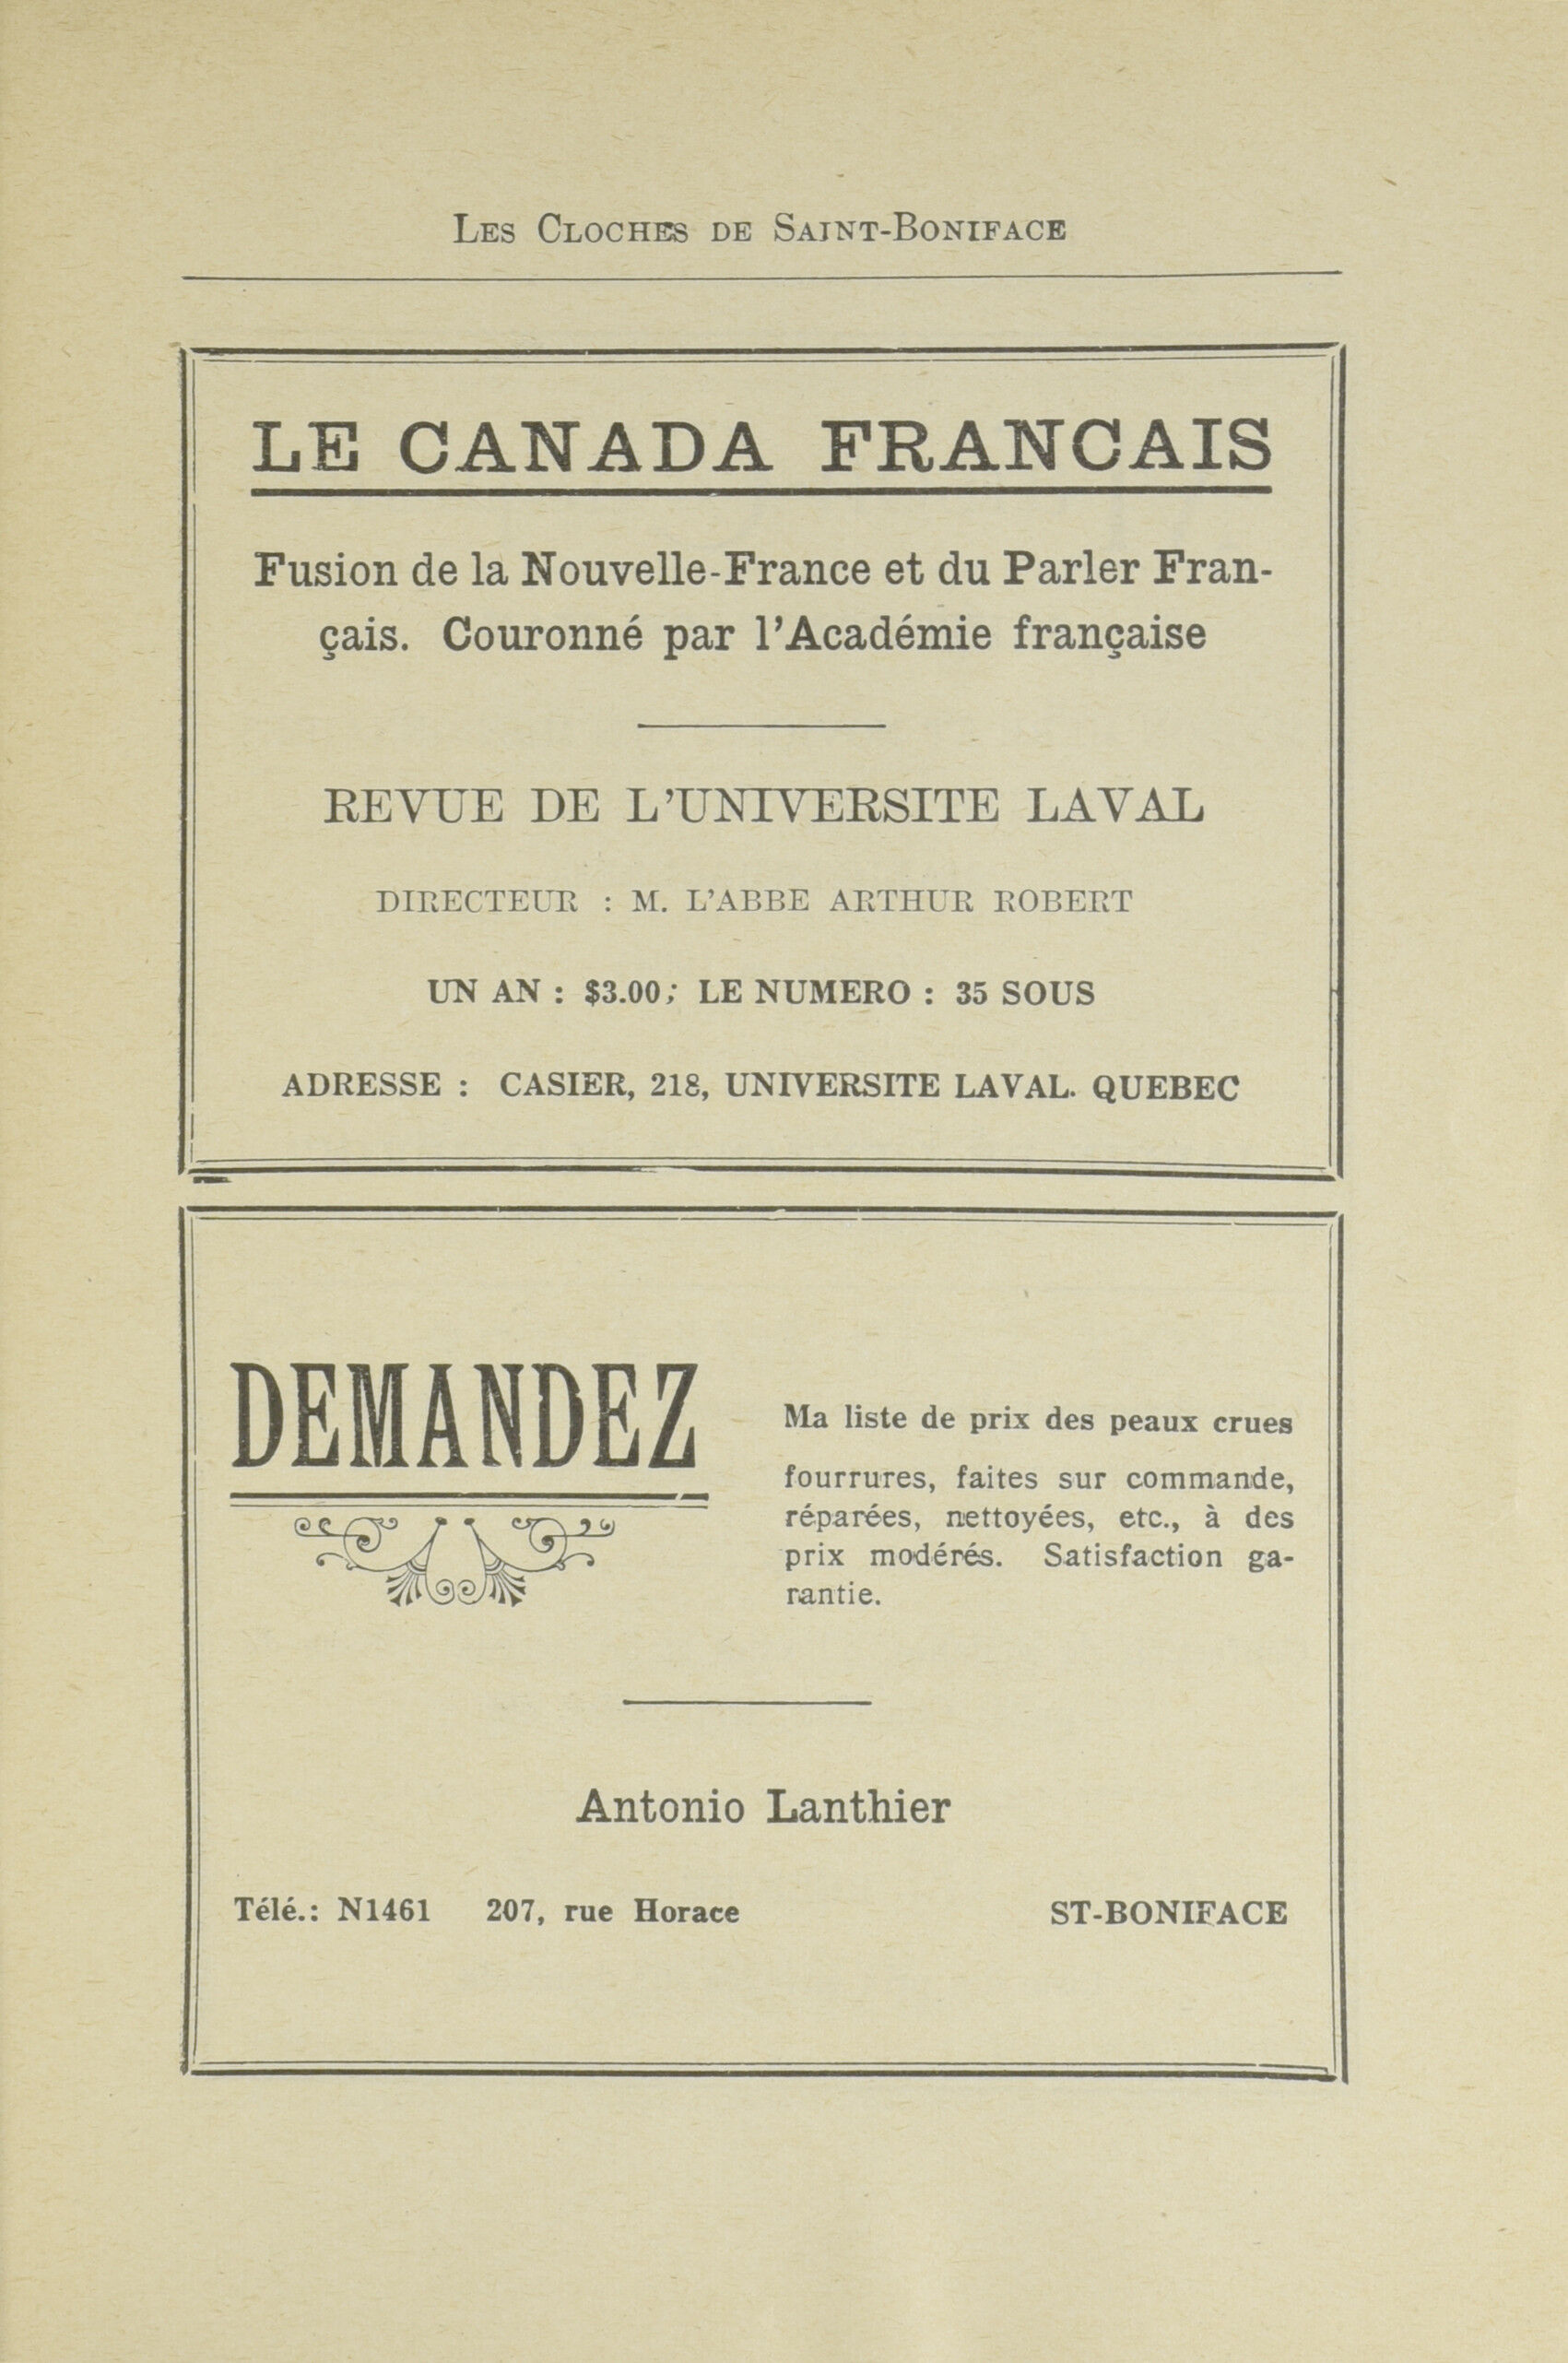 Les Cloches de Saint-Boniface
LE CANADA FRANCAIS
Fusion de la Nouvelle-France et du Parler Fran-
çais. Couronné par l'Académie française
REVUE DE L'UNIVERSITE LAVAL
DIRECTEUR : M. L'ABBE ARTHUR ROBERT
UN AN : $3.00; LE NUMERO : 35 SOUS
ADRESSE : CASIER, 218, UNIVERSITE LAVAL. QUEBEC
DEMANDEZ
Ma liste de prix des peaux crues
fourrures, faites sur commande,
réparées, nettoyées, etc., à des
prix modérés. Satisfaction ga-
rantie.
Antonio Lanthier
Télé.: N1461 207, rue Horace ST-BONIFACE